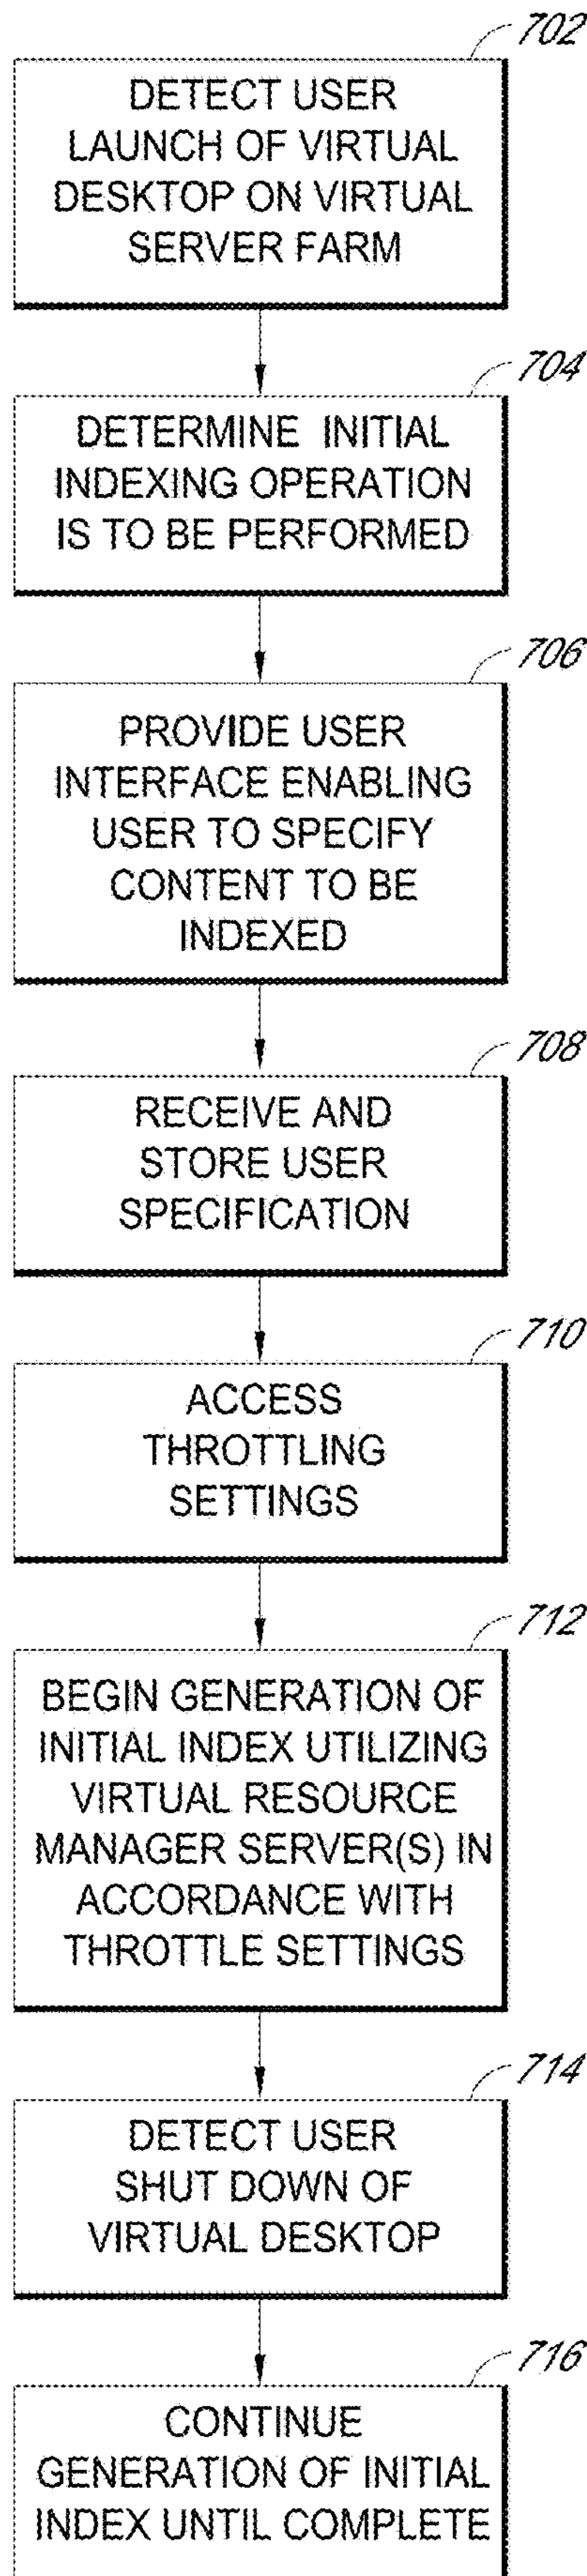 702
DETECT USER
LAUNCH OF VIRTUAL
DESKTOP ON VIRTUAL
SERVER FARM
704
DETERMINE INITIAL
INDEXING OPERATION
IS TO BE PERFORMED
706
PROVIDE USER
INTERFACE ENABLING
USER TO SPECIFY
CONTENT TO BE
INDEXED
708
RECEIVE AND
STORE USER
SPECIFICATION
710
ACCESS
THROTTLING
SETTINGS
712
BEGIN GENERATION OF
INITIAL INDEX UTILIZING
VIRTUAL RESOURCE
MANAGER SERVER(S) IN
ACCORDANCE WITH
THROTTLE SETTINGS
714
DETECT USER
SHUT DOWN OF
VIRTUAL DESKTOP
716
CONTINUE
GENERATION OF INITIAL
INDEX UNTIL COMPLETE